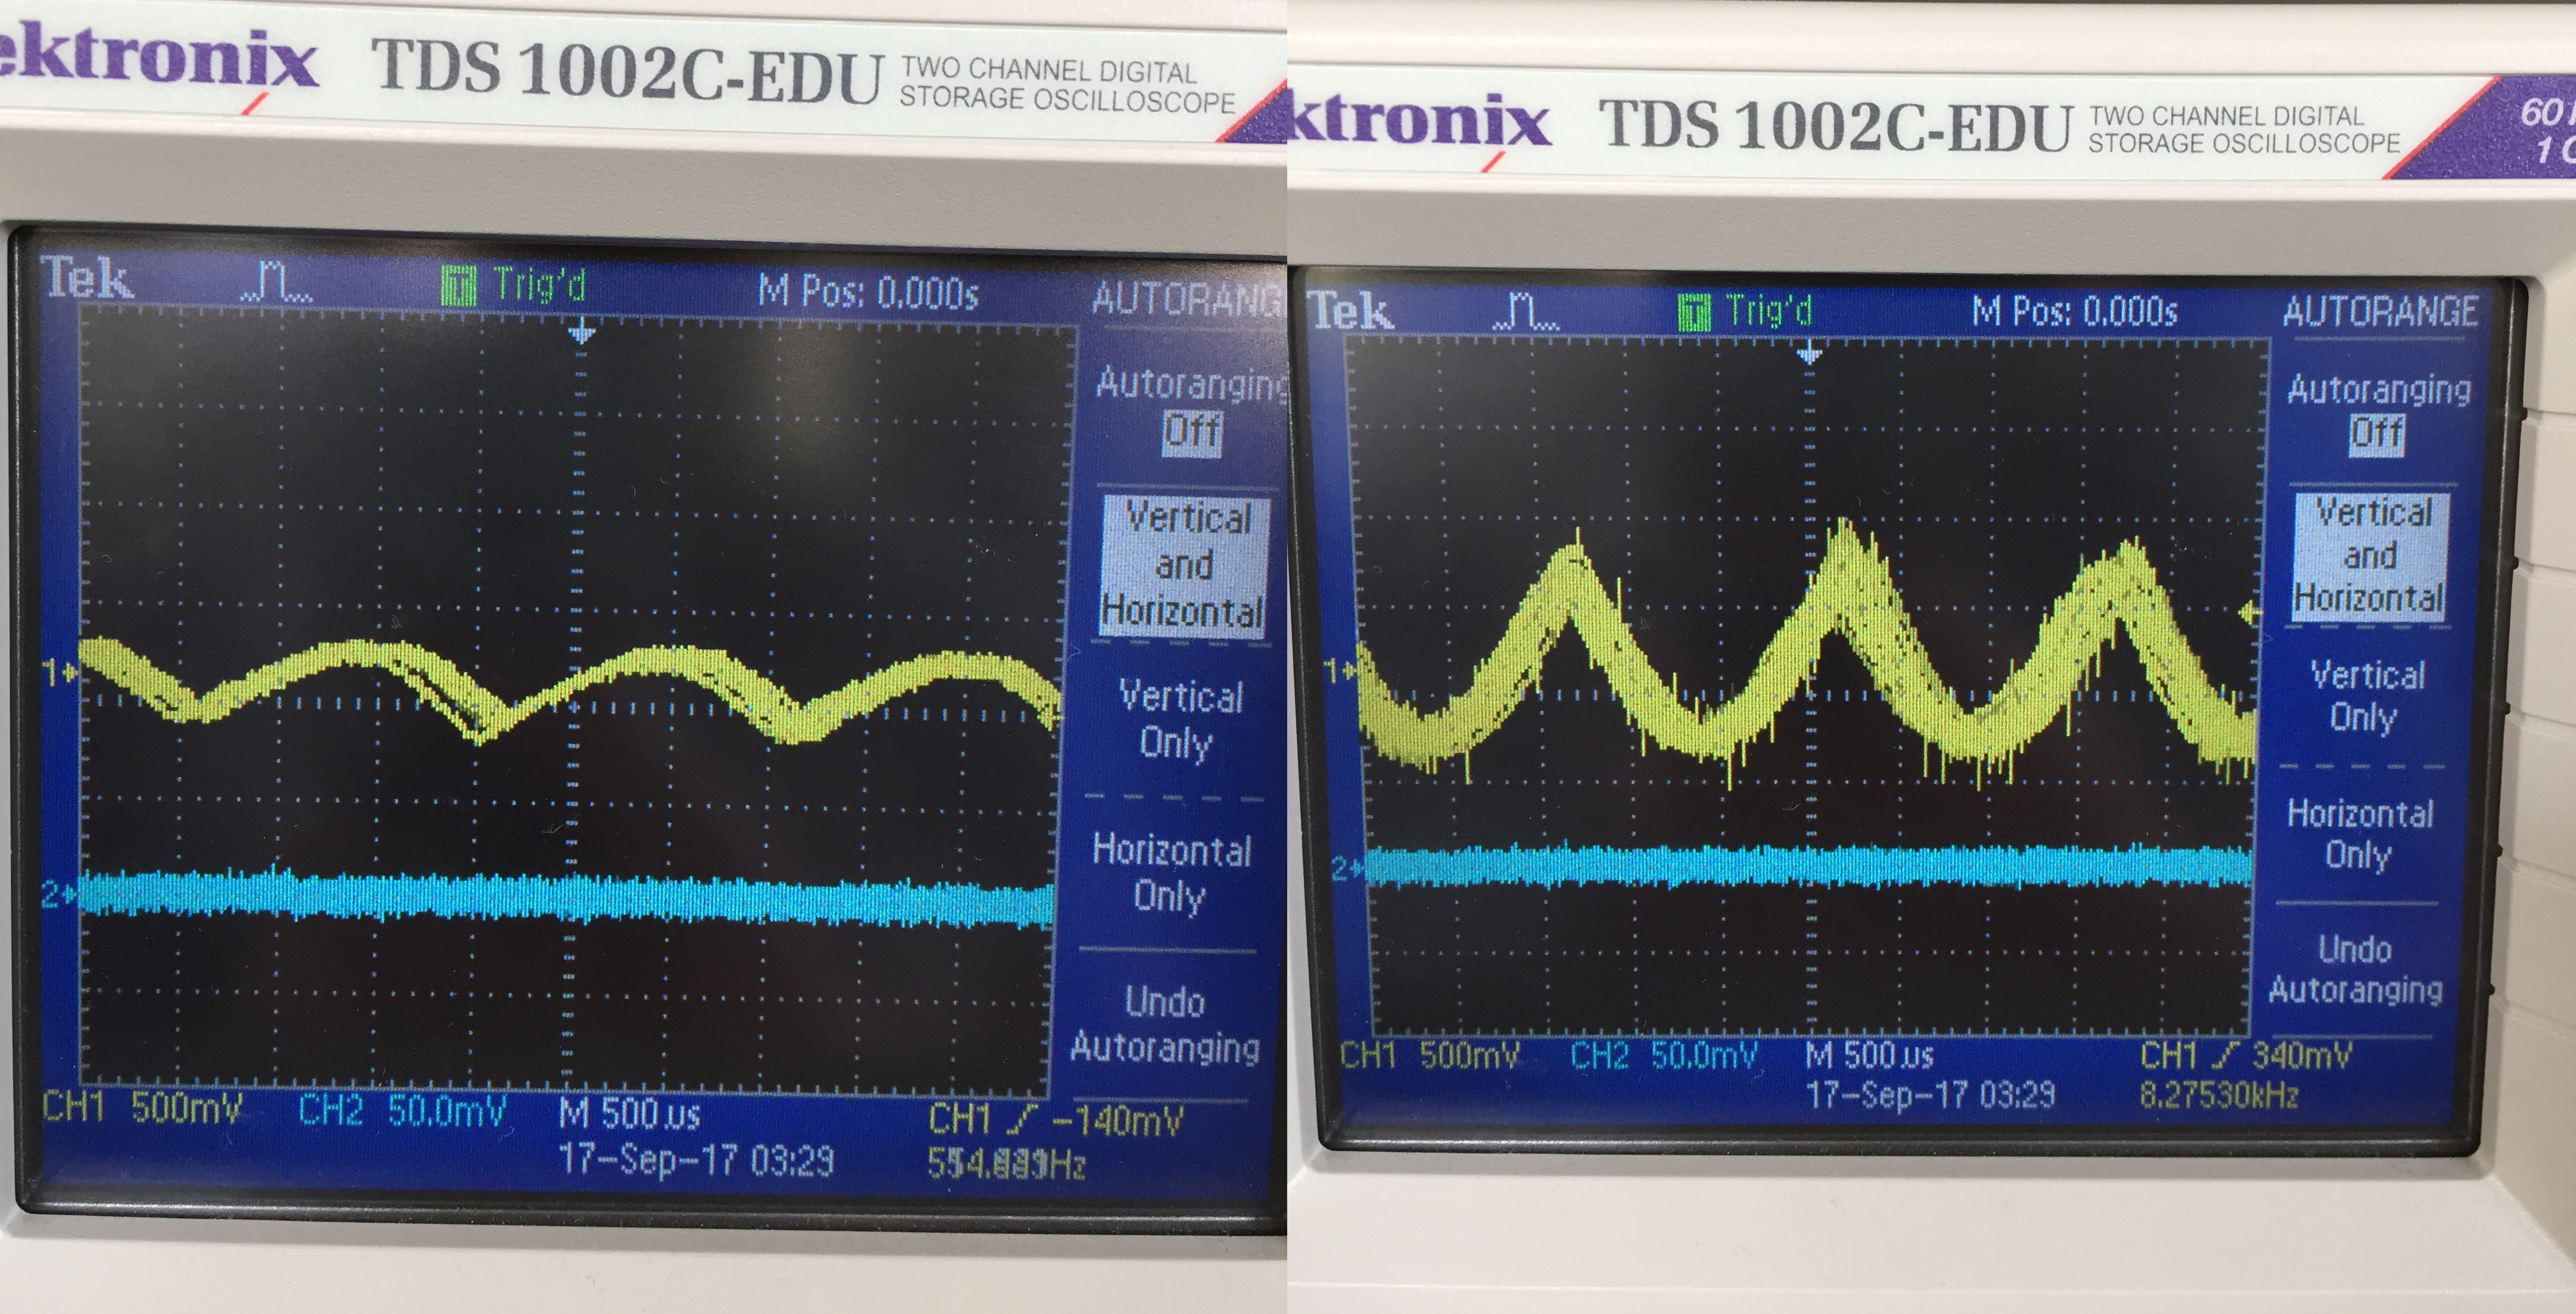 ektronix TDS 1002C-EDU TWO CHANNEL DIGITAL
STORAGE OSCILLOSCOPE
Tek T Trig'd M Pos: 0.000s AUTORANG
Autoranging
Off
Vertical
and
Horizontal
Vertical
Only
Horizontal
Only
Undo
Autoranging
1
2
CH1 500mV CH2 50.0mV M 500us CH1 -140mV
17-Sep-17 03:29
ktronix TDS 1002C-EDU TWO CHANNEL DIGITAL
STORAGE OSCILLOSCOPE
60
1
Tek T Trig'd M Pos: 0.000s AUTORANGE
Autoranging
Off
Vertical
and
Horizontal
Vertical
Only
Horizontal
Only
Undo
Autoranging
1
2
CH1 500mV CH2 50.0mV M 500us CH1 340mV
17-Sep-17 03:29 8.27530kHz